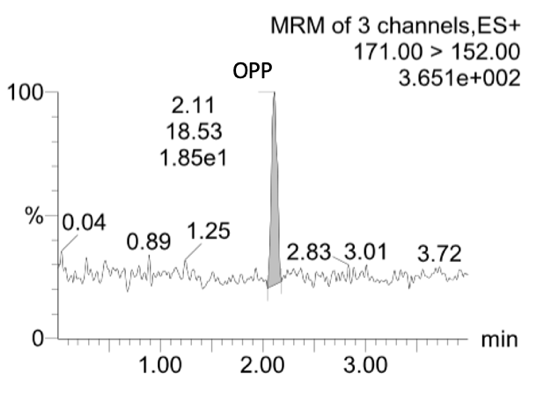 MRM of 3 channels,ES+
171.00 > 152.00
3.651e+002
OPP
100
2.11
18.53
1.85e1
%
0.04
0.89
1.25
2.83
3.01
3.72
0
min
1.00
2.00
3.00